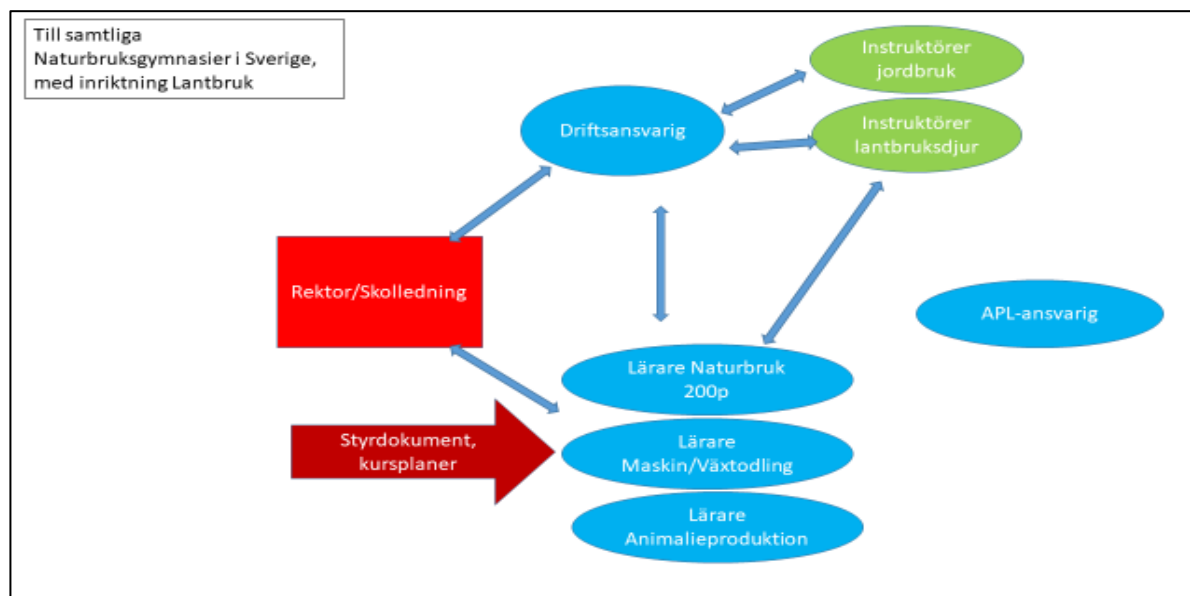 Till samtliga
Naturbruksgymnasier i Sverige,
med inriktning Lantbruk
Instruktörer
jordbruk
Driftsansvarig
Instruktörer
lantbruksdjur
Rektor/Skolledning
APL-ansvarig
Lärare Naturbruk
200p
Styrdokument,
kursplaner
Lärare
Maskin/Växtodling
Lärare
Animalieproduktion